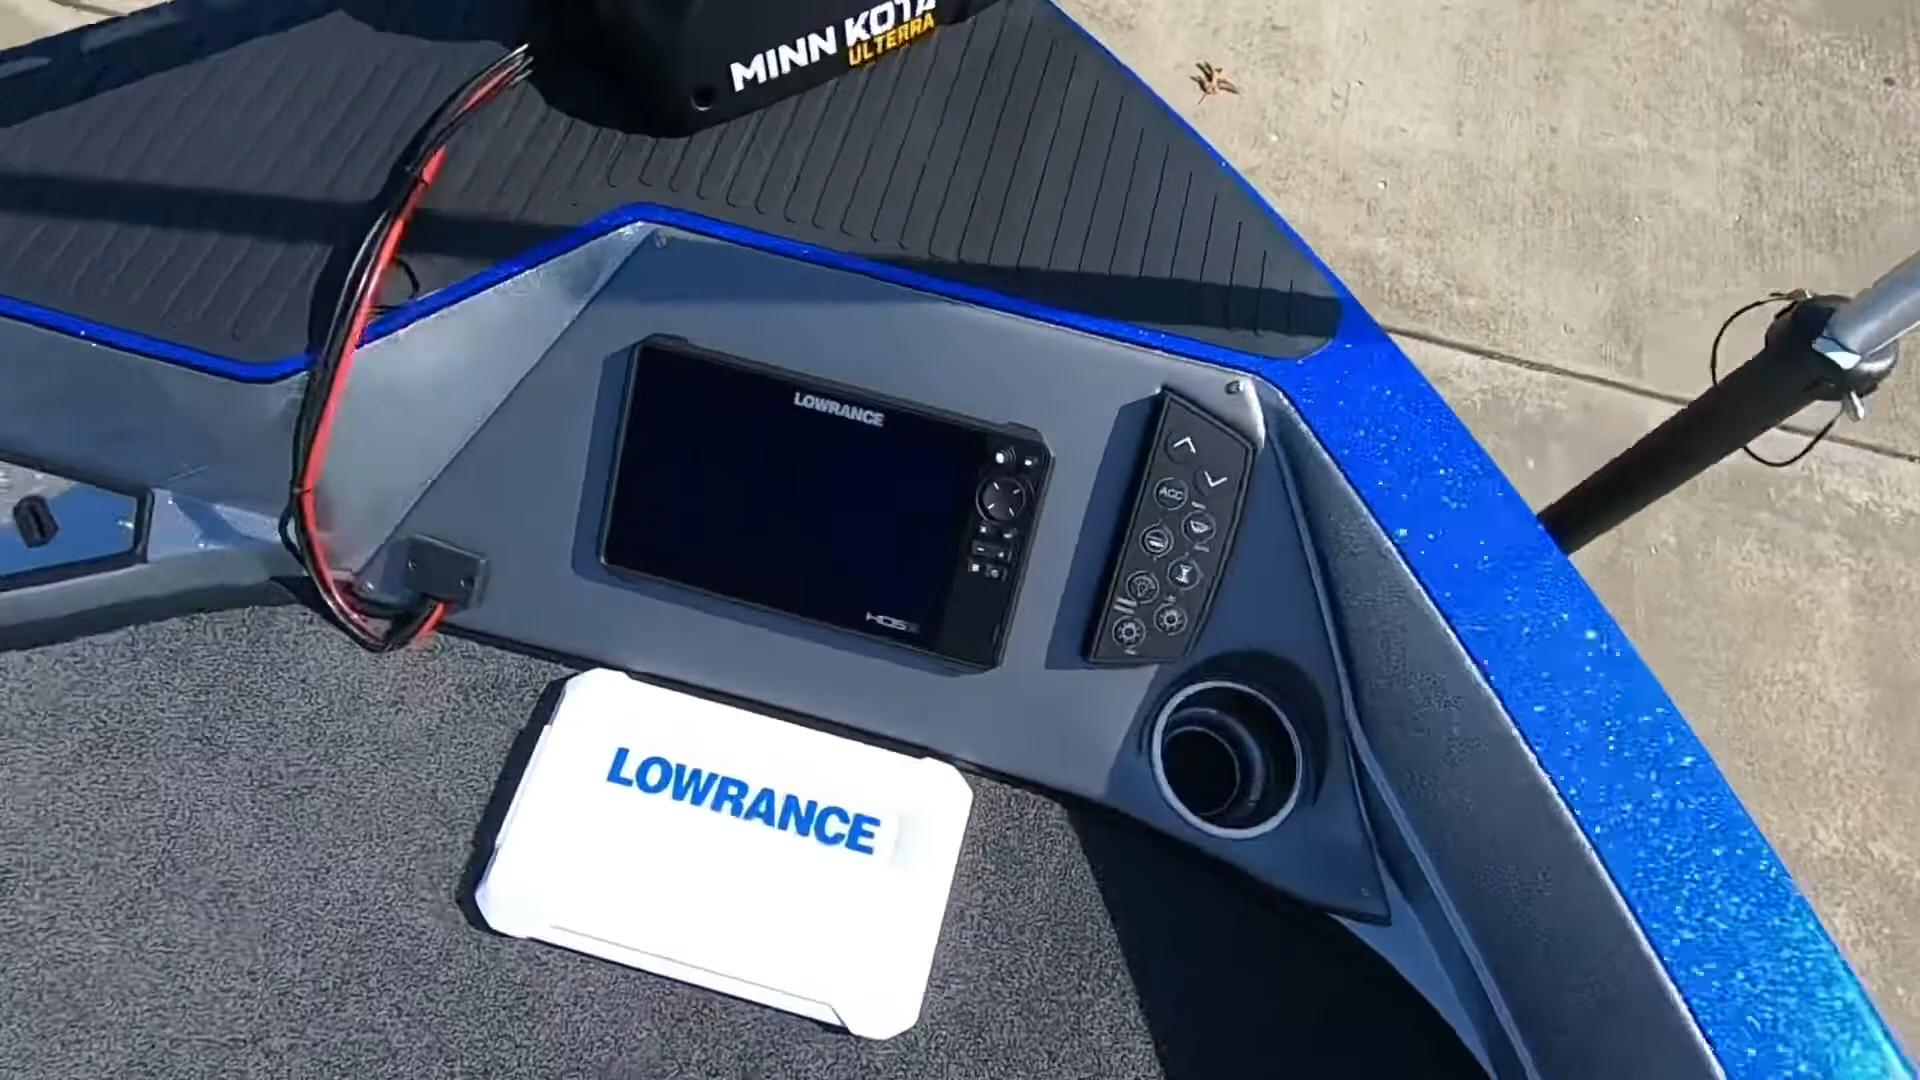 MINN KOTA
ULTERRA
LOWRANCE
ACC
HDS
LOWRANCE